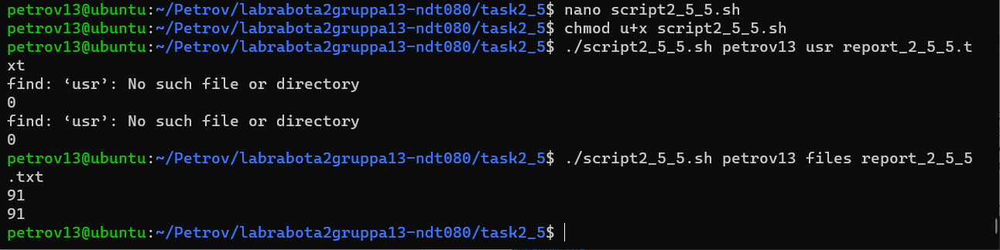 petrov13@ubuntu:~/Petrov/labrabota2gruppa13-ndt080/task2_5$ nano script2_5_5.sh
petrov13@ubuntu:~/Petrov/labrabota2gruppa13-ndt080/task2_5$ chmod u+x script2_5_5.sh
petrov13@ubuntu:~/Petrov/labrabota2gruppa13-ndt080/task2_5$ ./script2_5_5.sh petrov13 usr report_2_5_5.t
xt
find: ‘usr’: No such file or directory
0
find: ‘usr’: No such file or directory
0
petrov13@ubuntu:~/Petrov/labrabota2gruppa13-ndt080/task2_5$ ./script2_5_5.sh petrov13 files report_2_5_5
.txt
91
91
petrov13@ubuntu:~/Petrov/labrabota2gruppa13-ndt080/task2_5$